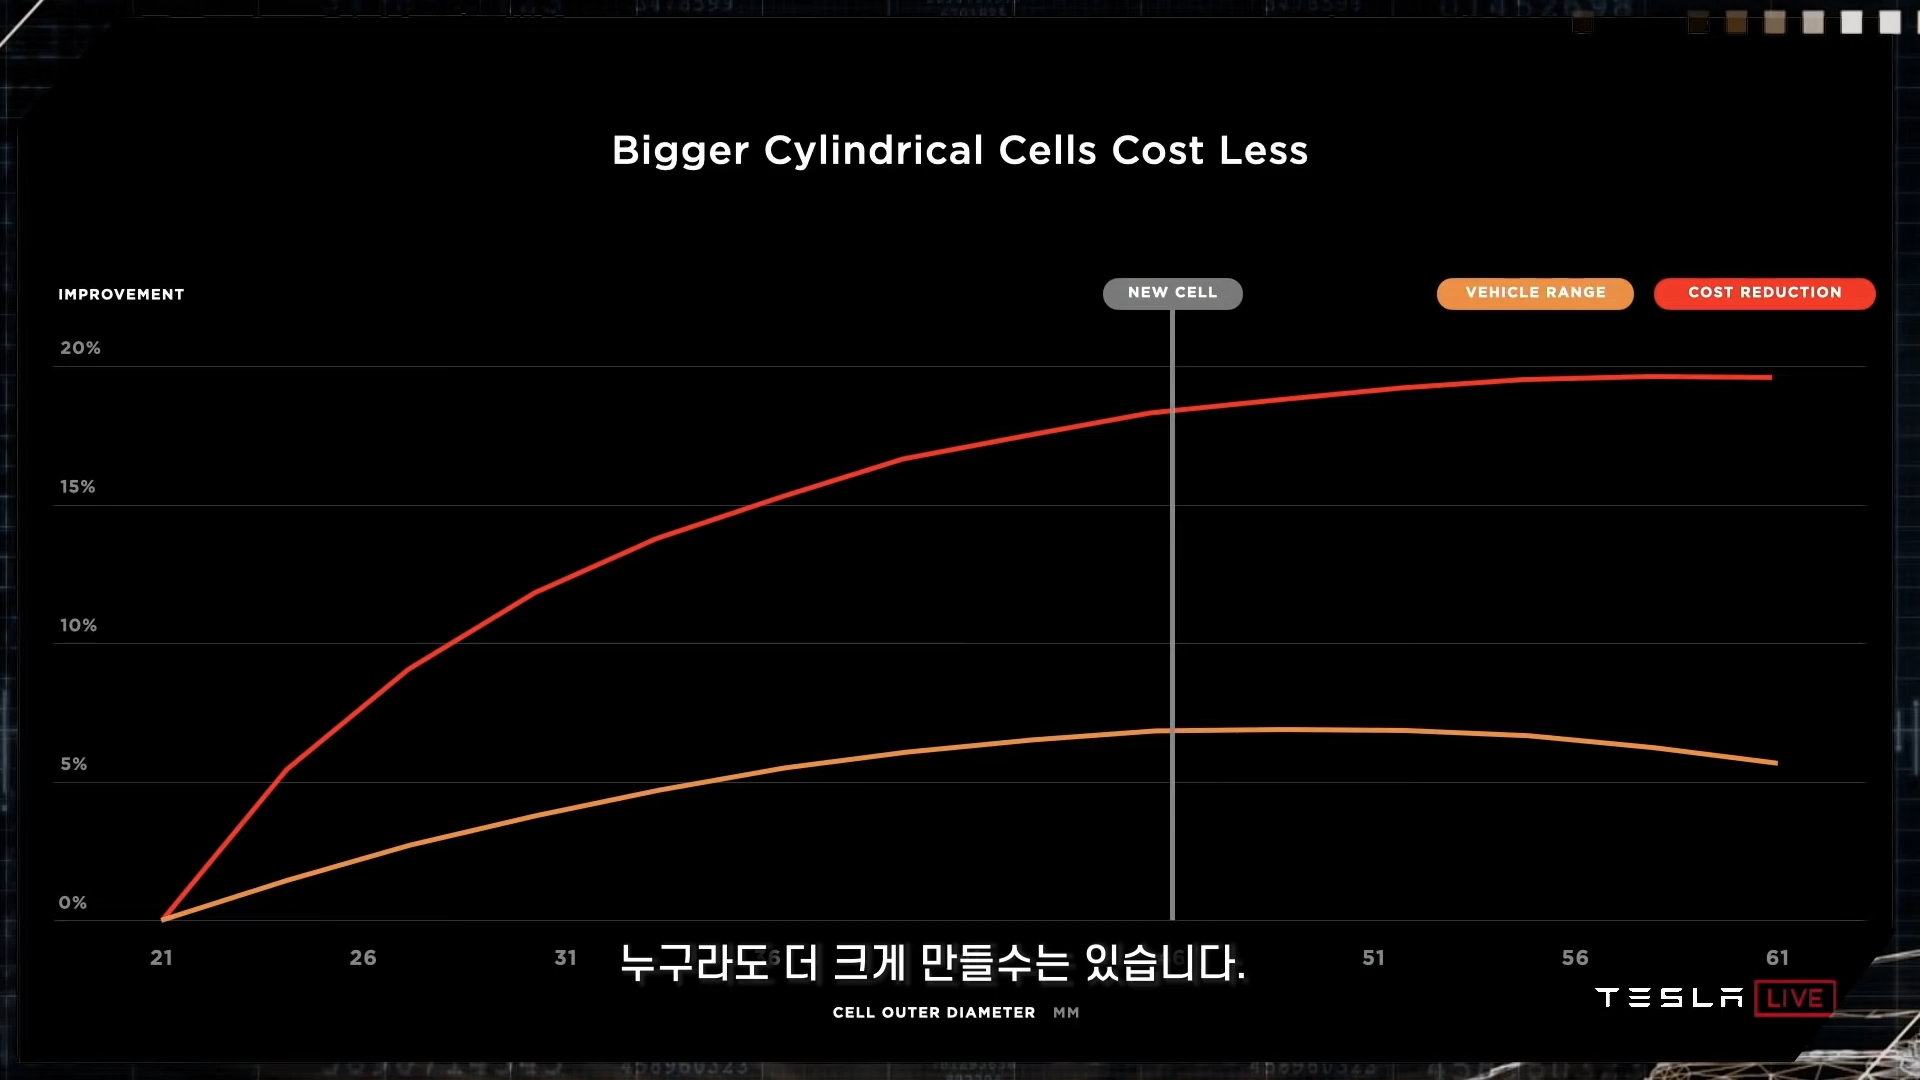 Bigger Cylindrical Cells Cost Less
IMPROVEMENT
NEW CELL
VEHICLE RANGE
COST REDUCTION
20%
15%
10%
5%
0%
21 26 31 51 56 61
누구라도 더 크게 만들수는 있습니다.
CELL OUTER DIAMETER MM
TESLA LIVE